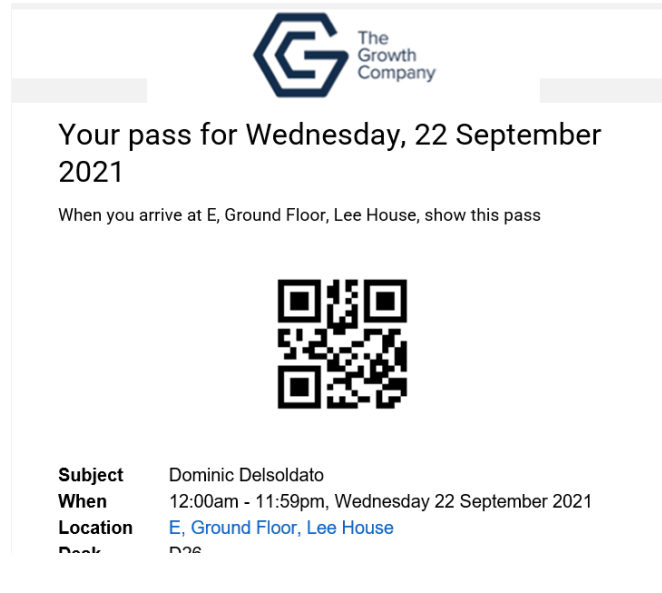 The
Growth
Company
Your pass for Wednesday, 22 September
2021
When you arrive at E, Ground Floor, Lee House, show this pass
Subject Dominic Delsoldato
When 12:00am - 11:59pm, Wednesday 22 September 2021
Location E, Ground Floor, Lee House
Desk D26